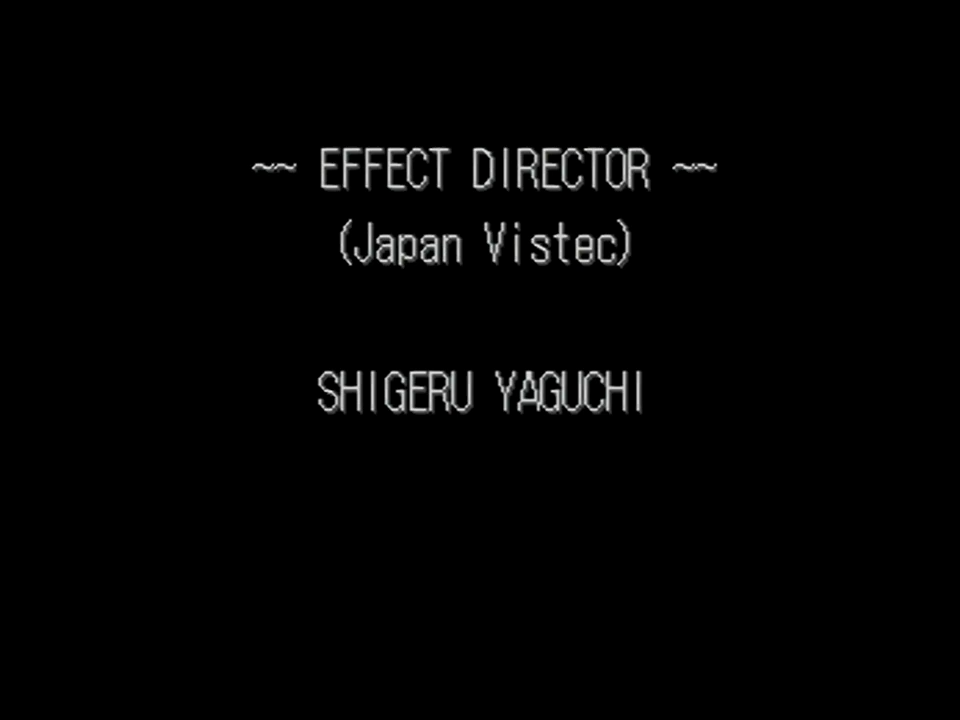 ~~ EFFECT DIRECTOR ~~
(Japan Vistec)
SHIGERU YAGUCHI